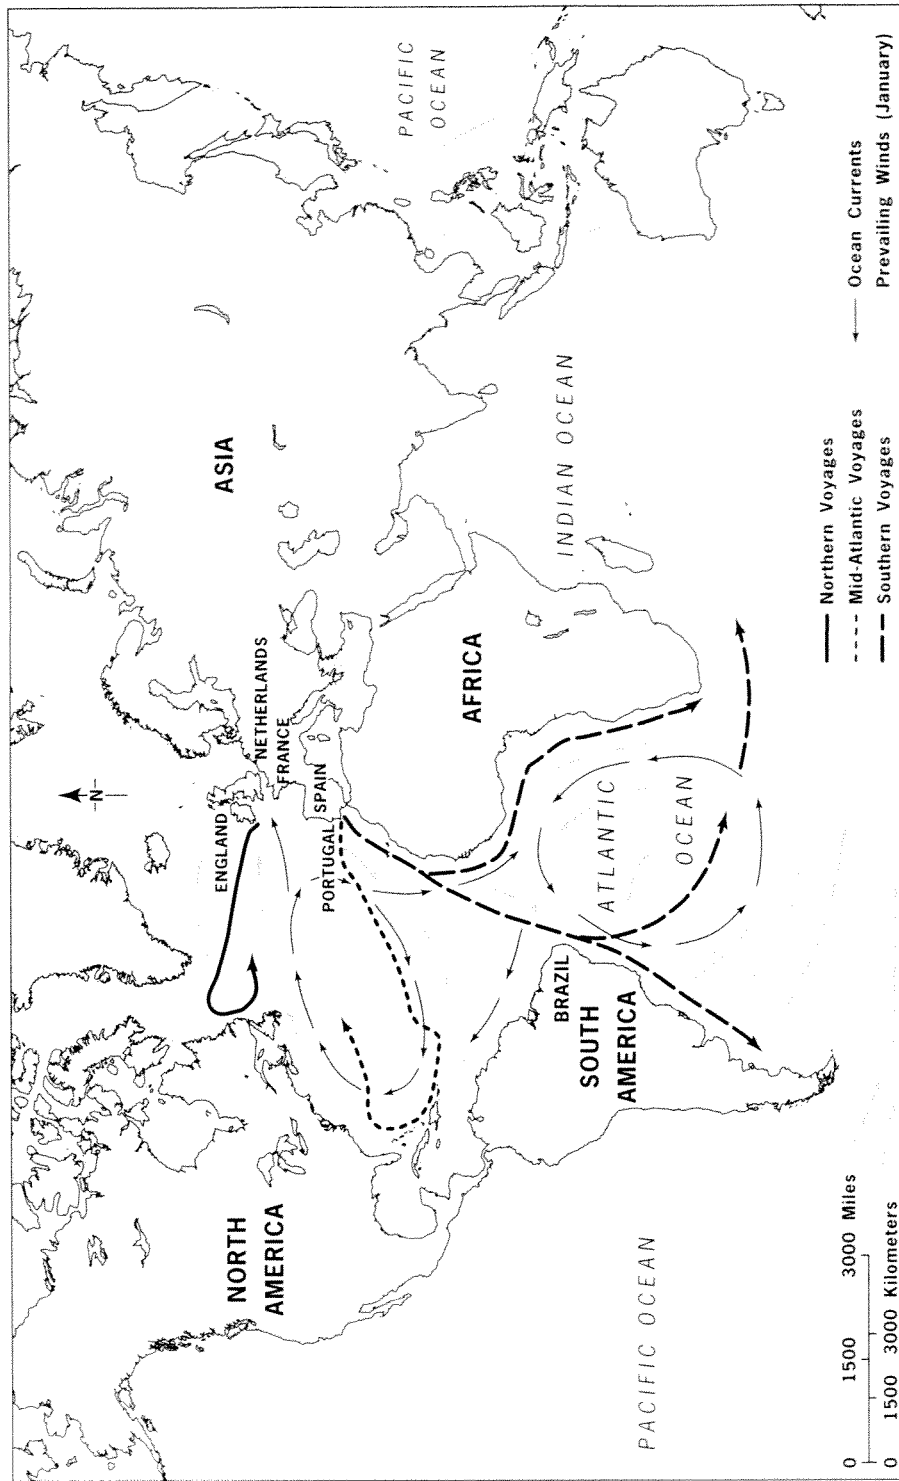 PACIFIC
OCEAN
ASIA
NETHERLANDS
FRANCE
ENGLAND
SPAIN
PORTUGAL
-N-
NORTH
AMERICA
AFRICA
INDIAN OCEAN
ATLANTIC
OCEAN
BRAZIL
SOUTH
AMERICA
PACIFIC OCEAN
0 1500 3000 Miles
0 1500 3000 Kilometers
Northern Voyages
Mid-Atlantic Voyages
Southern Voyages
Ocean Currents
Prevailing Winds (January)